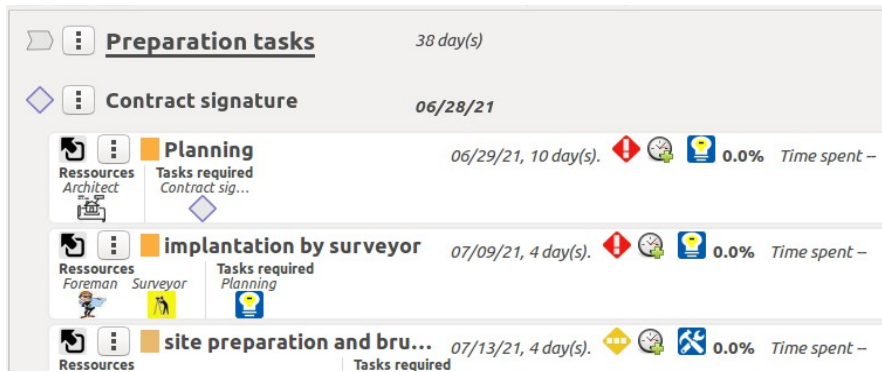 Preparation tasks 38 day(s)
Contract signature 06/28/21
Planning 06/29/21, 10 day(s). 0.0% Time spent --
Ressources Tasks required
Architect Contract sig...
implantation by surveyor 07/09/21, 4 day(s). 0.0% Time spent --
Ressources Tasks required
Foreman Surveyor Planning
site preparation and bru... 07/13/21, 4 day(s). 0.0% Time spent --
Ressources Tasks required